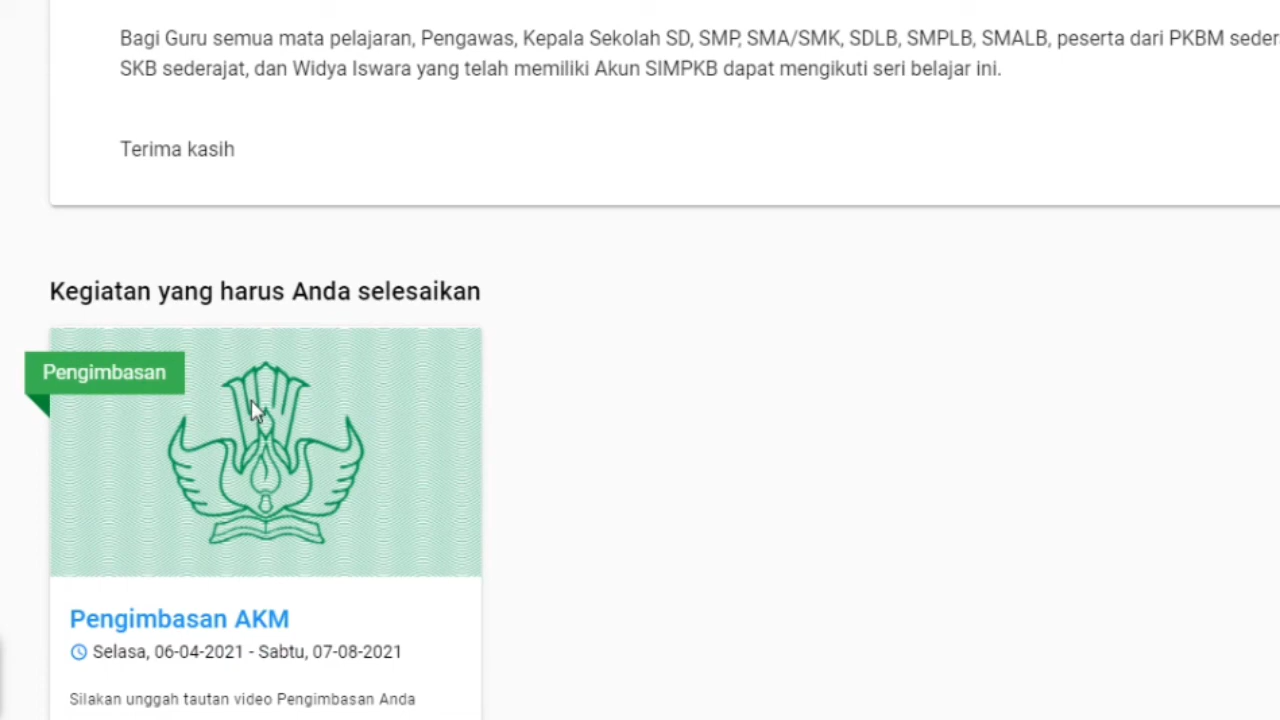 Bagi Guru semua mata pelajaran, Pengawas, Kepala Sekolah SD, SMP, SMA/SMK, SDLB, SMPLB, SMALB, peserta dari PKBM seder
SKB sederajat, dan Widya Iswara yang telah memiliki Akun SIMPKB dapat mengikuti seri belajar ini.
Terima kasih
Kegiatan yang harus Anda selesaikan
Pengimbasan
Pengimbasan AKM
Selasa, 06-04-2021 - Sabtu, 07-08-2021
Silakan unggah tautan video Pengimbasan Anda